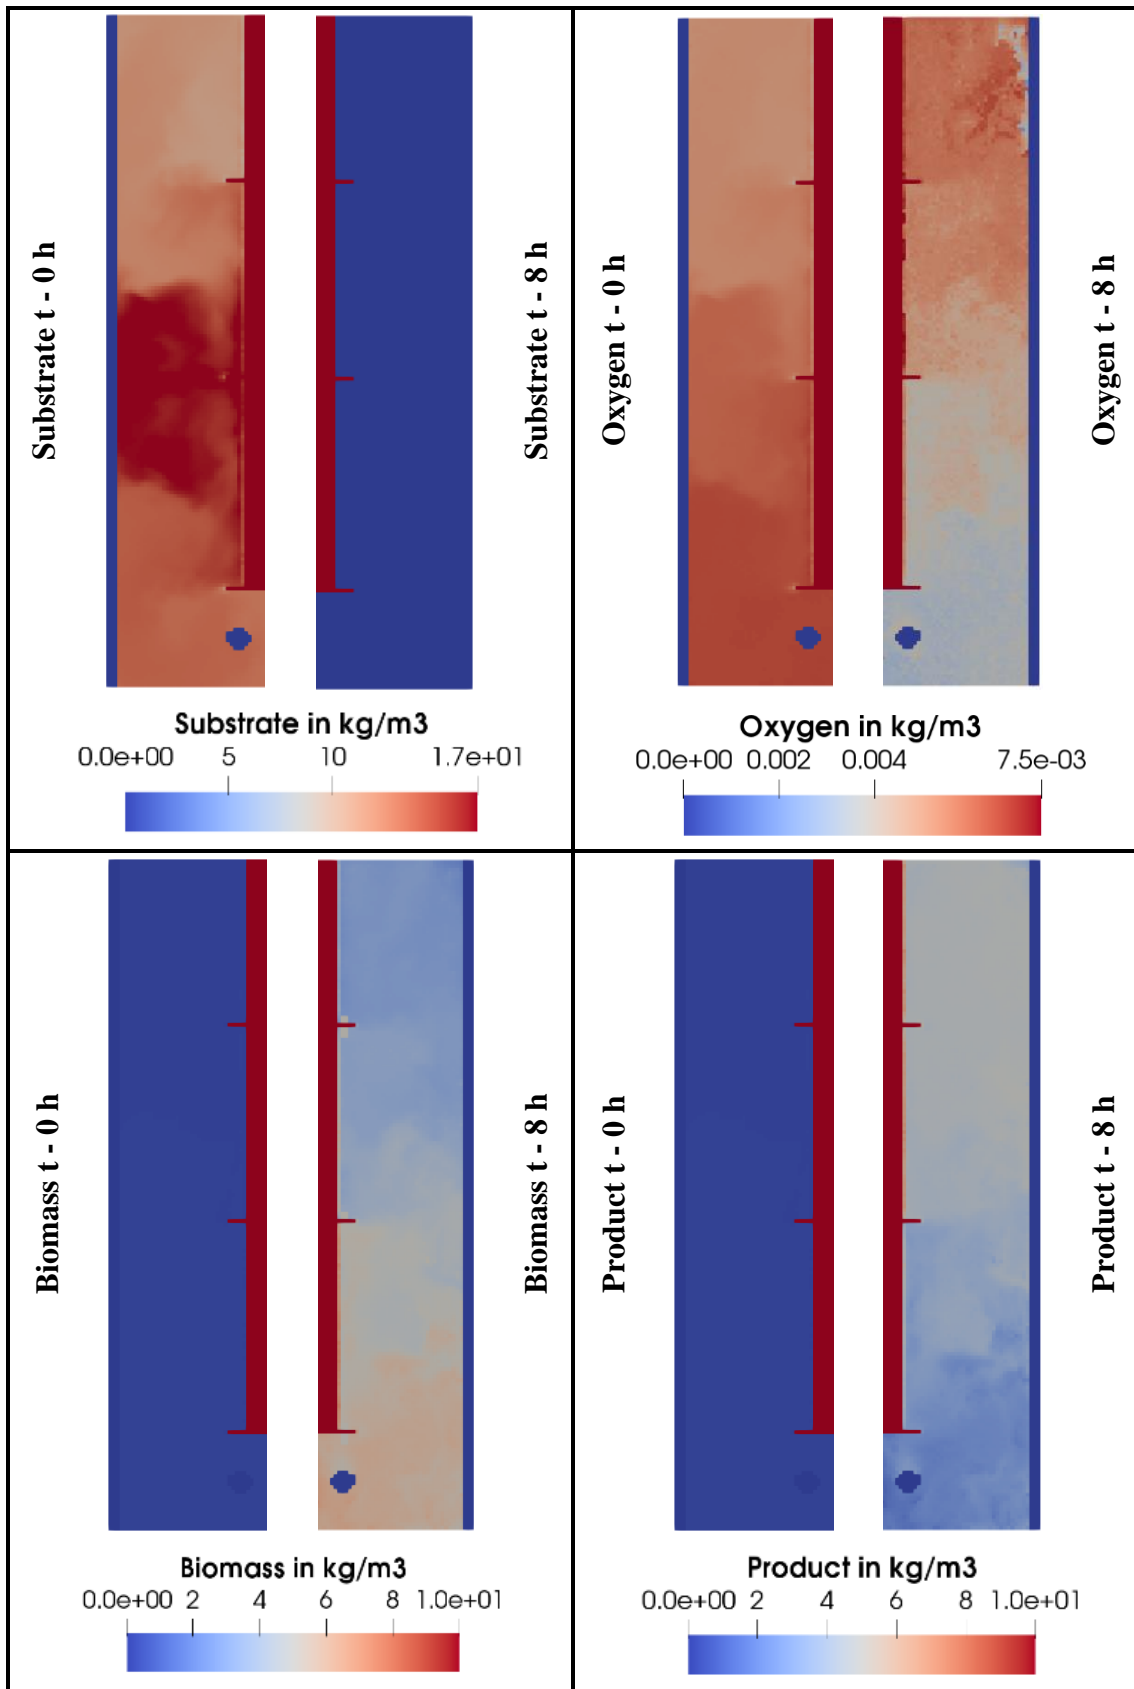 Substrate t - 0 h
Substrate t - 8 h
Substrate in kg/m3
0.0e+00 5 10 1.7e+01
Oxygen t - 0 h
Oxygen t - 8 h
Oxygen in kg/m3
0.0e+00 0.002 0.004 7.5e-03
Biomass t - 0 h
Biomass t - 8 h
Biomass in kg/m3
0.0e+00 2 4 6 8 1.0e+01
Product t - 0 h
Product t - 8 h
Product in kg/m3
0.0e+00 2 4 6 8 1.0e+01